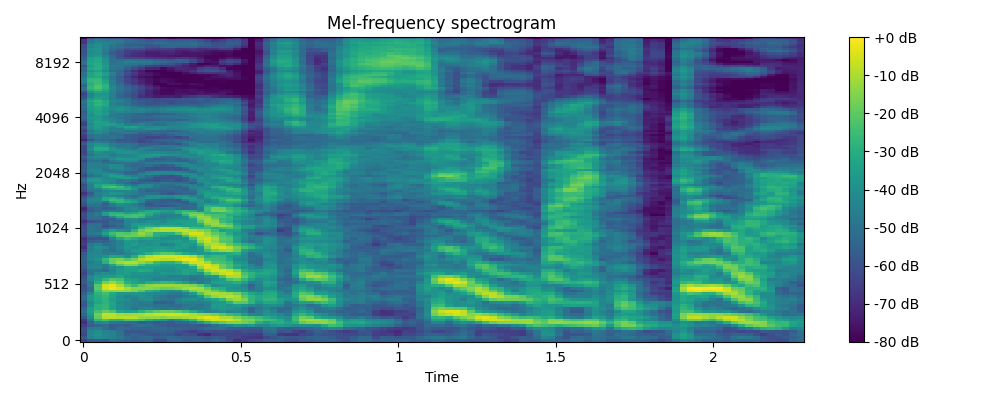 Mel-frequency spectrogram
Hz
8192
4096
2048
1024
512
0
0
0.5
1
1.5
2
Time
+0 dB
-10 dB
-20 dB
-30 dB
-40 dB
-50 dB
-60 dB
-70 dB
-80 dB